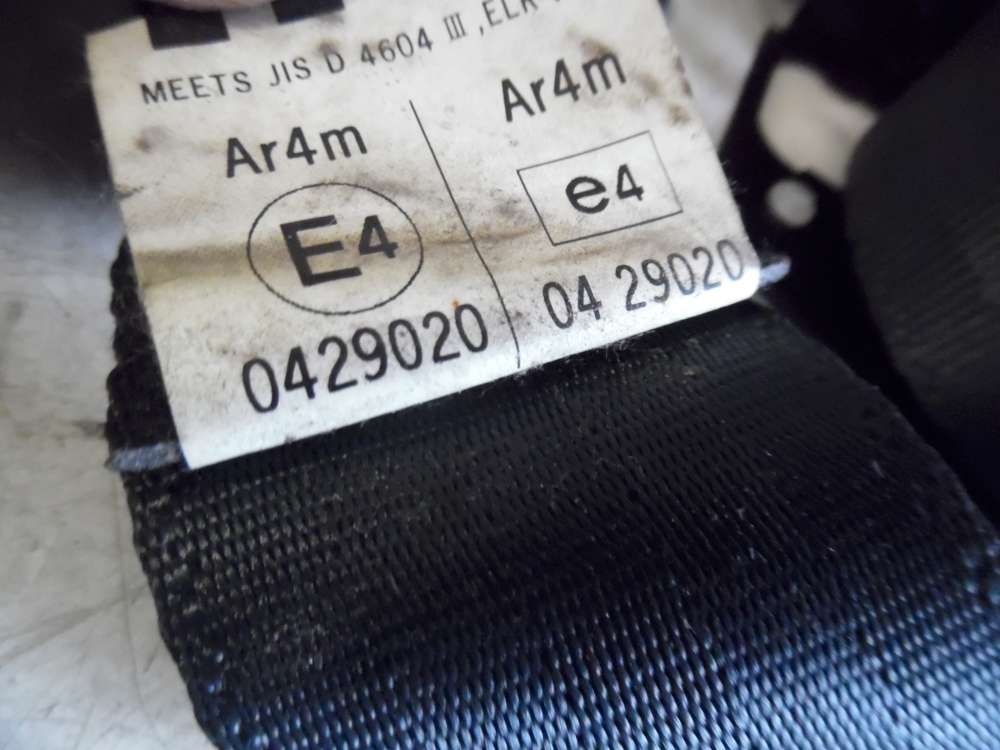 MEETS JIS D 4604 III, ELR
Ar4m Ar4m
E4 e4
0429020 04 29020